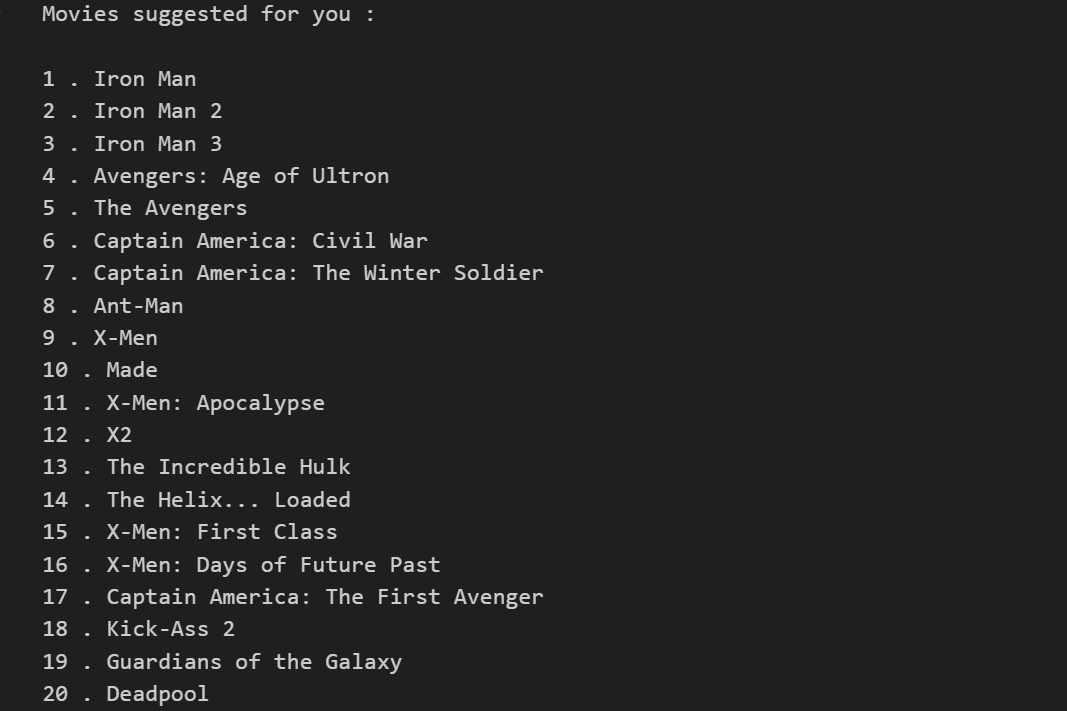 Movies suggested for you :
1 . Iron Man
2 . Iron Man 2
3 . Iron Man 3
4 . Avengers: Age of Ultron
5 . The Avengers
6 . Captain America: Civil War
7 . Captain America: The Winter Soldier
8 . Ant-Man
9 . X-Men
10 . Made
11 . X-Men: Apocalypse
12 . X2
13 . The Incredible Hulk
14 . The Helix... Loaded
15 . X-Men: First Class
16 . X-Men: Days of Future Past
17 . Captain America: The First Avenger
18 . Kick-Ass 2
19 . Guardians of the Galaxy
20 . Deadpool